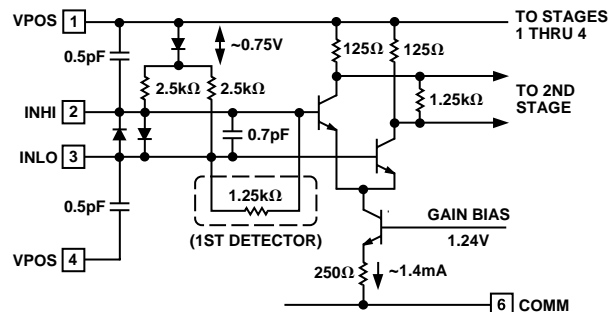 VPOS 1
TO STAGES
1 THRU 4
0.5pF
~0.75V
125Ω
125Ω
2.5kΩ
2.5kΩ
TO 2ND
STAGE
1.25kΩ
INHI 2
0.7pF
INLO 3
1.25kΩ
0.5pF
(1ST DETECTOR)
GAIN BIAS
1.24V
VPOS 4
250Ω
~1.4mA
6 COMM